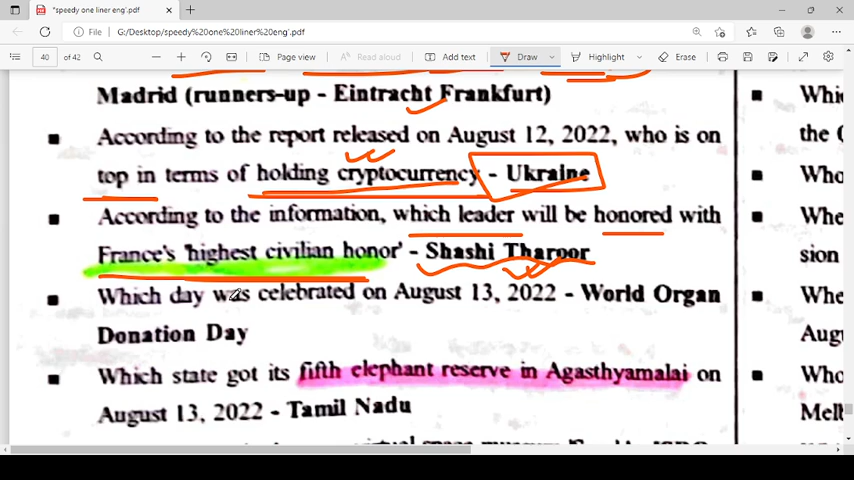 *speedy one liner eng'.pdf
File
G:/Desktop/speedy%20one%20liner%20eng'.pdf
40 of 42
Page view
Read aloud
Add text
Draw
Highlight
Erase
Madrid (runners-up - Eintracht Frankfurt)
■ According to the report released on August 12, 2022, who is on
top in terms of holding cryptocurrency - Ukraine
■ According to the information, which leader will be honored with
France's 'highest civilian honor' - Shashi Tharoor
■ Which day was celebrated on August 13, 2022 - World Organ
Donation Day
■ Which state got its fifth elephant reserve in Agasthyamalai on
August 13, 2022 - Tamil Nadu
■ Whi
the
■ Who
■ Whe
sion
■ Whe
Aug
■ Who
Melb